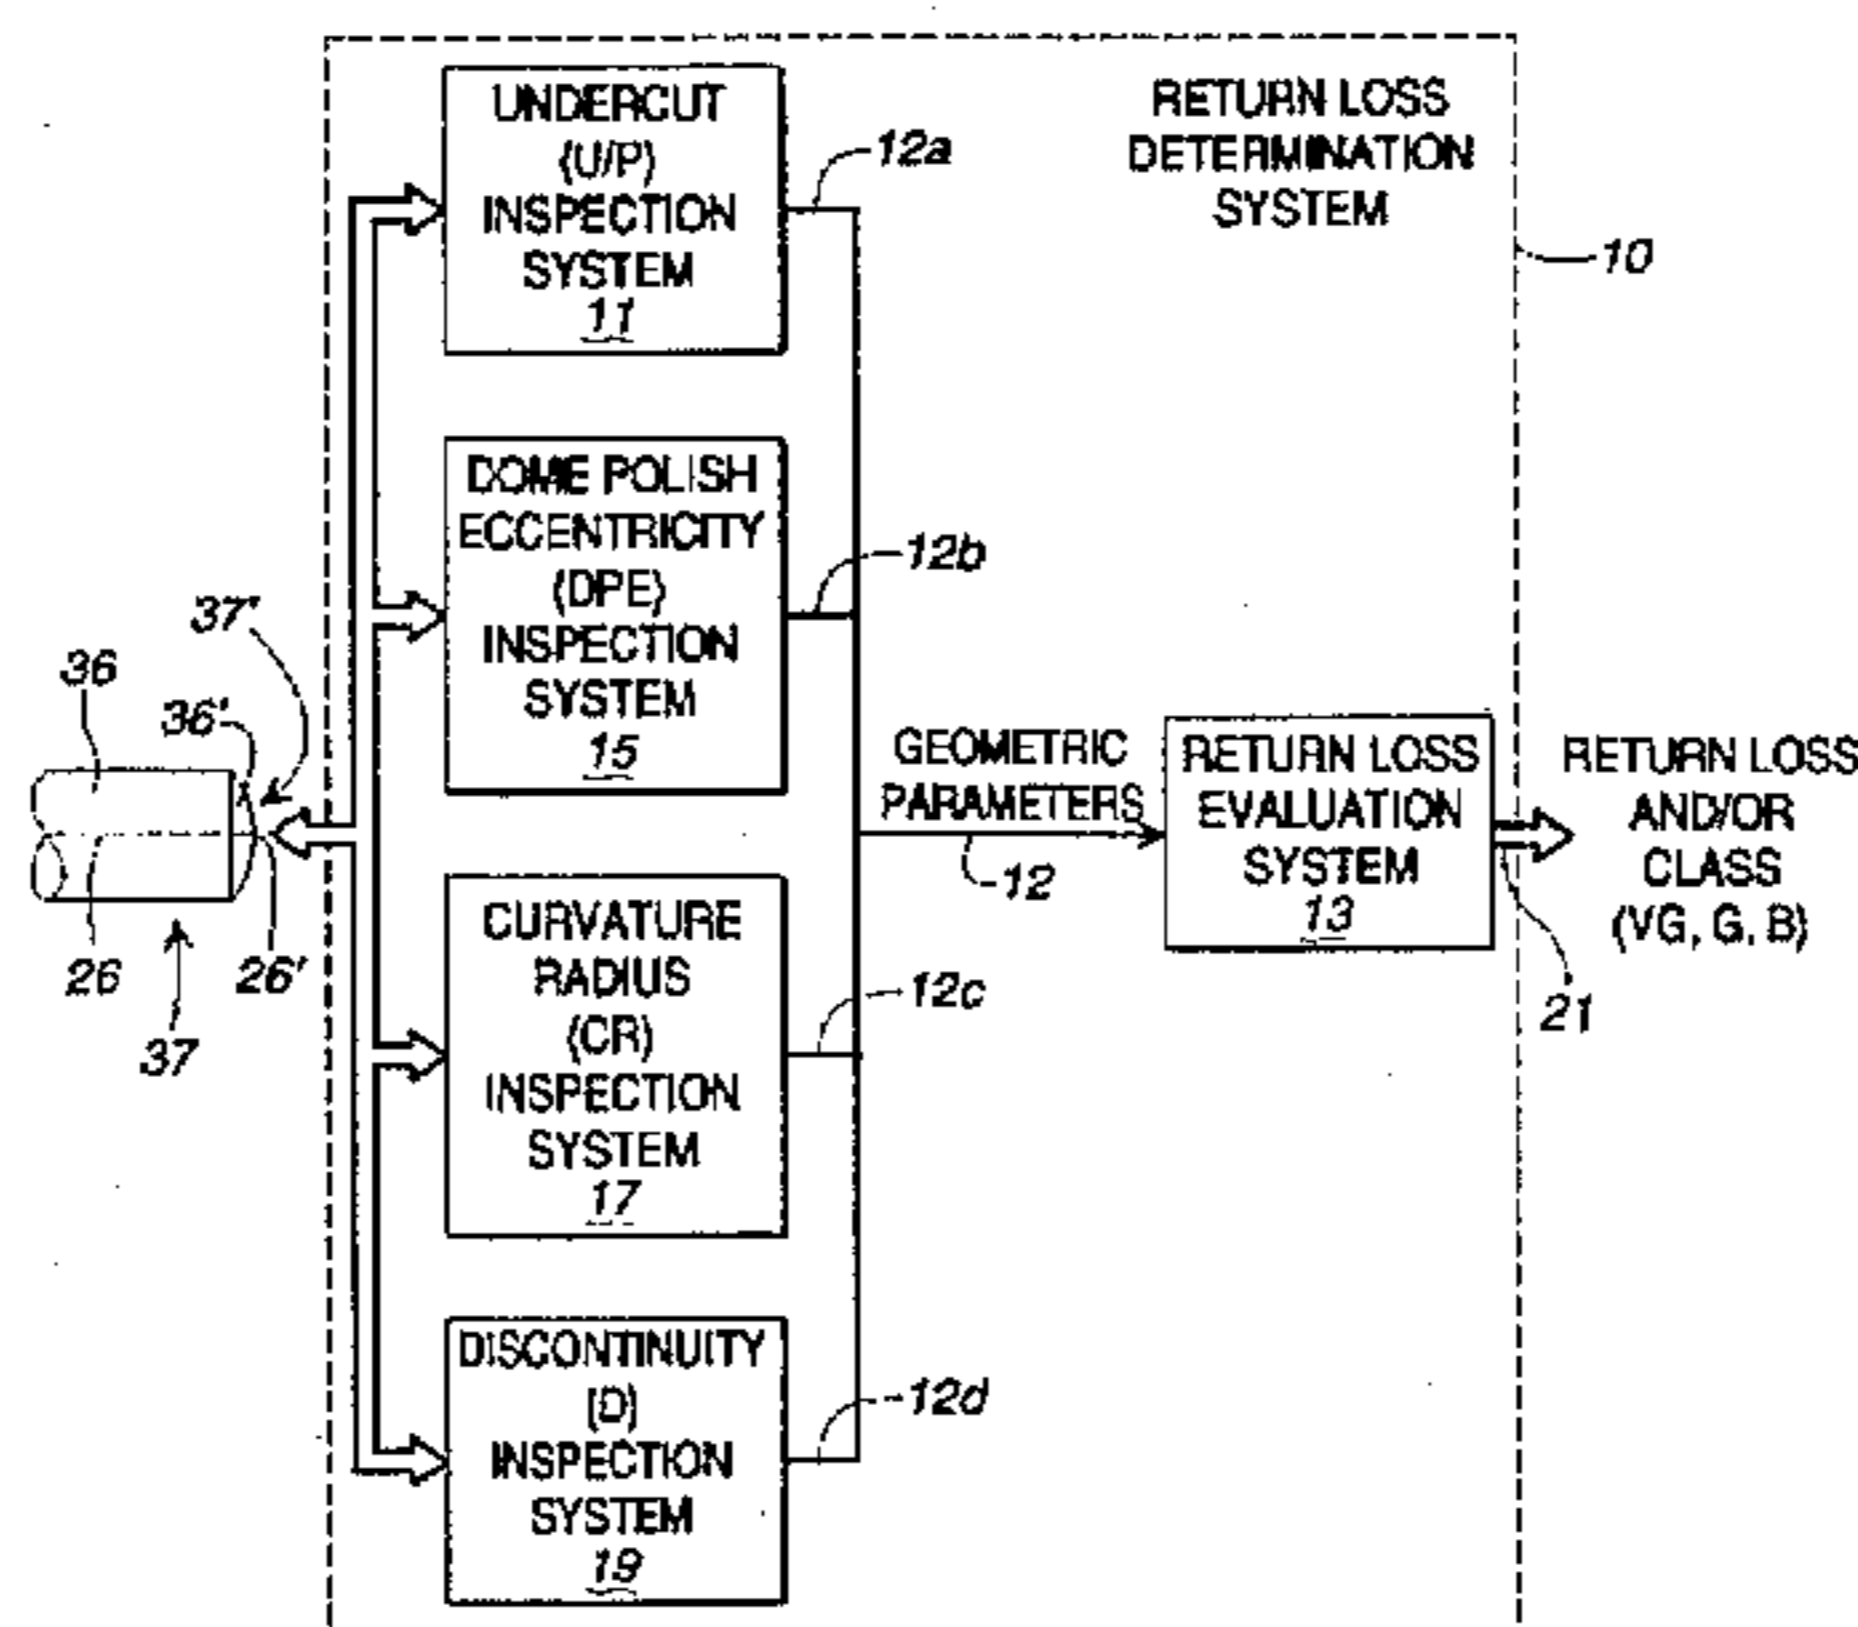 UNDERCUT
(U/P)
INSPECTION
SYSTEM
11
12a
RETURN LOSS
DETERMINATION
SYSTEM
10
DOME POLISH
ECCENTRICITY
(DPE)
INSPECTION
SYSTEM
15
12b
37'
36
36'
26
26'
37
GEOMETRIC
PARAMETERS
12
RETURN LOSS
EVALUATION
SYSTEM
13
RETURN LOSS
AND/OR
CLASS
(VG, G, B)
21
CURVATURE
RADIUS
(CR)
INSPECTION
SYSTEM
17
12c
DISCONTINUITY
(D)
INSPECTION
SYSTEM
19
12d